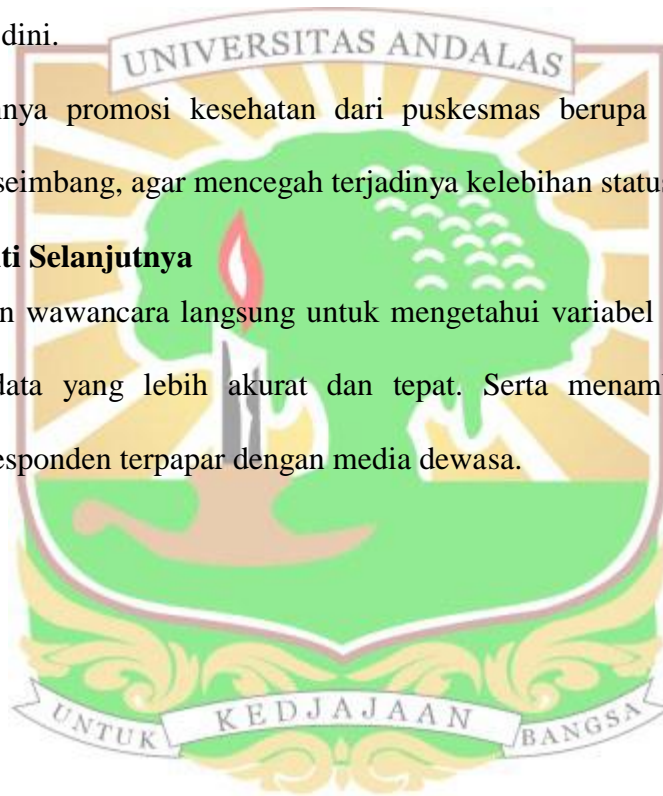 dini.
UNIVERSITAS ANDALAS
nya promosi kesehatan dari puskesmas berupa
seimbang, agar mencegah terjadinya kelebihan status
ti Selanjutnya
n wawancara langsung untuk mengetahui variabel
data yang lebih akurat dan tepat. Serta menamb
esponden terpapar dengan media dewasa.
UNTUK KEDJAJAAN BANGSA